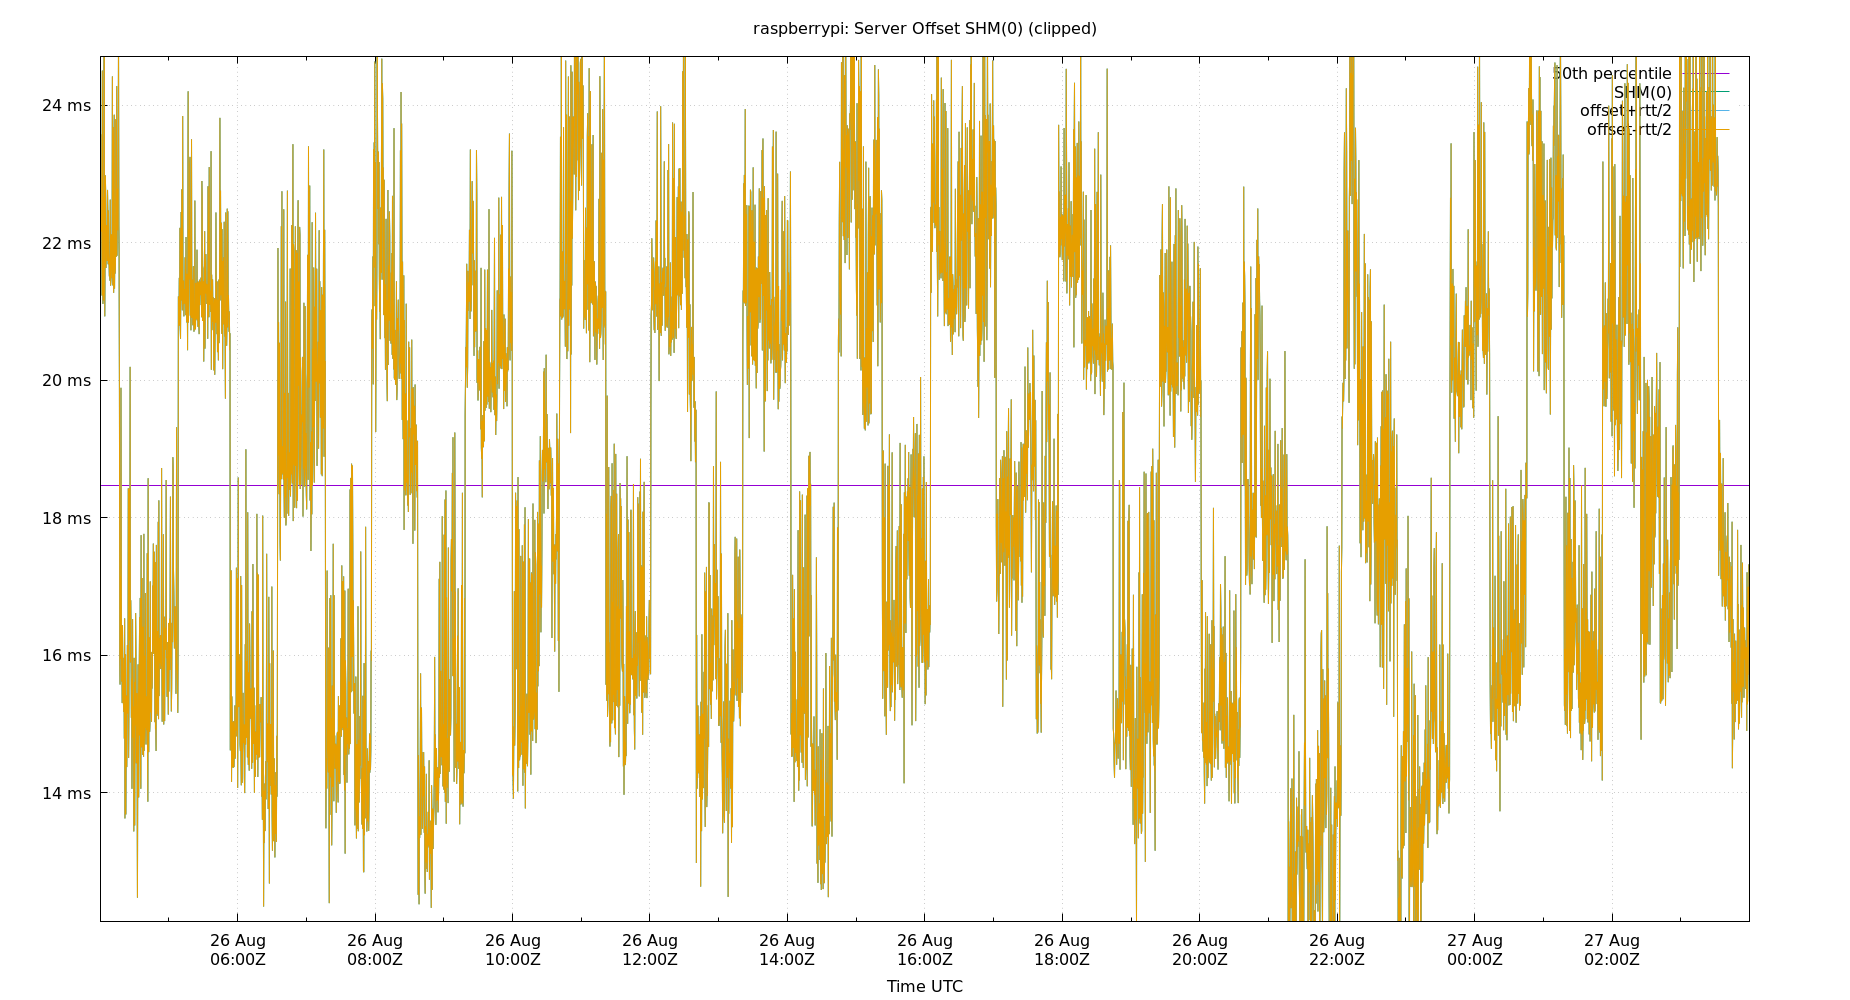 raspberrypi: Server Offset SHM(0) (clipped)
50th percentile
SHM(0)
offset+rtt/2
offset-rtt/2
24 ms
22 ms
20 ms
18 ms
16 ms
14 ms
26 Aug 26 Aug 26 Aug 26 Aug 26 Aug 26 Aug 26 Aug 26 Aug 26 Aug 27 Aug 27 Aug
06:00Z 08:00Z 10:00Z 12:00Z 14:00Z 16:00Z 18:00Z 20:00Z 22:00Z 00:00Z 02:00Z
Time UTC